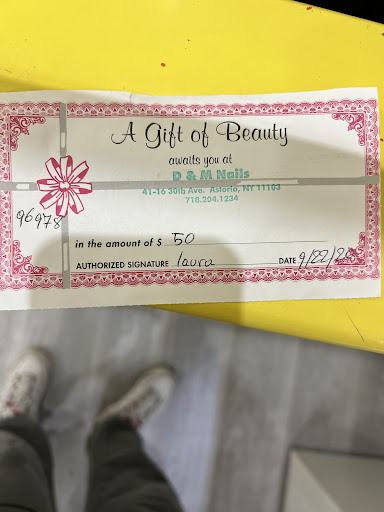 A Gift of Beauty
awaits you at
D & M Nails
41-16 30th Ave. Astoria, NY 11103
718.204.1234
96978
in the amount of $ 50
AUTHORIZED SIGNATURE laura DATE 9/22/20